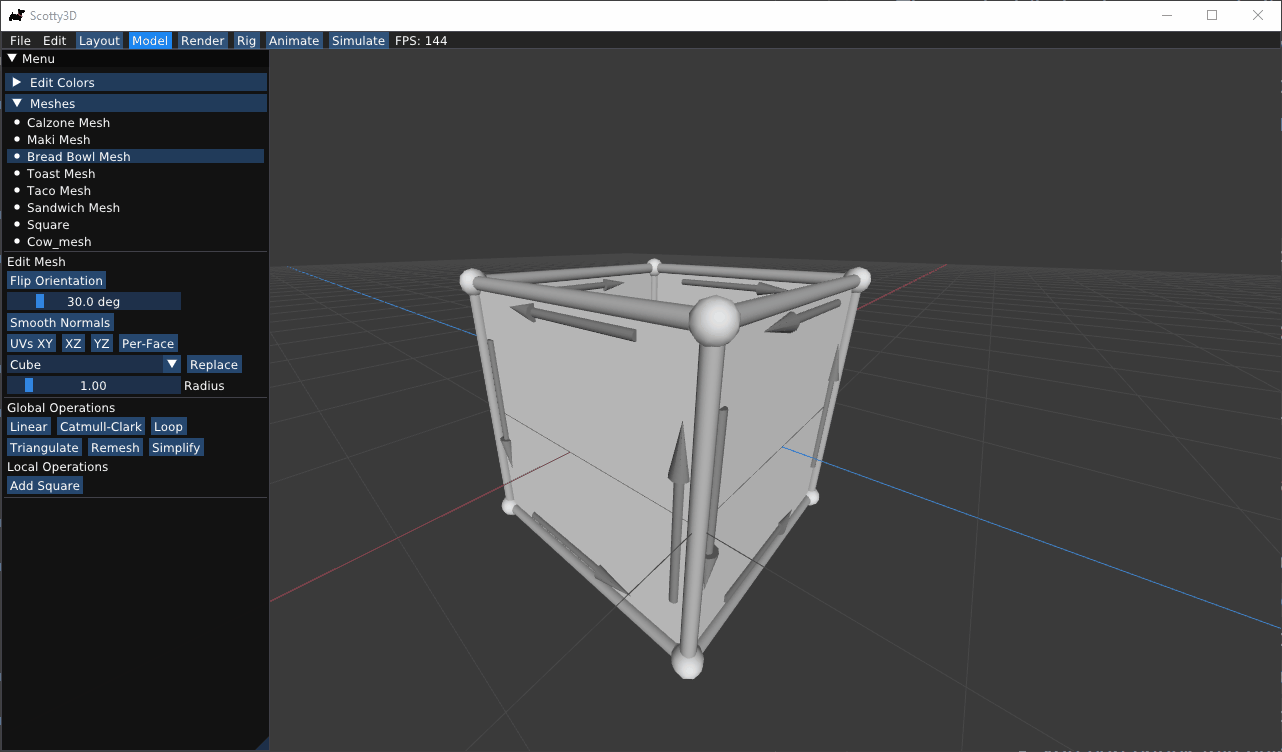 Scotty3D
File Edit Layout Model Render Rig Animate Simulate FPS: 144
Menu
Edit Colors
Meshes
Calzone Mesh
Maki Mesh
Bread Bowl Mesh
Toast Mesh
Taco Mesh
Sandwich Mesh
Square
Cow_mesh
Edit Mesh
Flip Orientation
30.0 deg
Smooth Normals
UVs XY XZ YZ Per-Face
Cube Replace
1.00 Radius
Global Operations
Linear Catmull-Clark Loop
Triangulate Remesh Simplify
Local Operations
Add Square